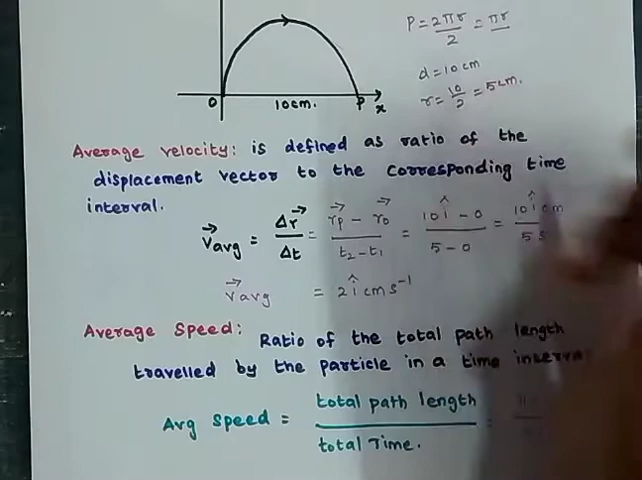 P = 2πr/2 = πr
d = 10 cm
r = 10/2 = 5 cm.
O 10cm. P x
Average velocity: is defined as ratio of the
displacement vector to the corresponding time
interval.
v⃗avg = Δr⃗/Δt = (r⃗p − r⃗o)/(t₂ − t₁) = (10î − 0)/(5 − 0) = 10î cm/5 s
v⃗avg = 2î cm s⁻¹
Average Speed: Ratio of the total path length
travelled by the particle in a time interval
Avg Speed = total path length/total Time. =